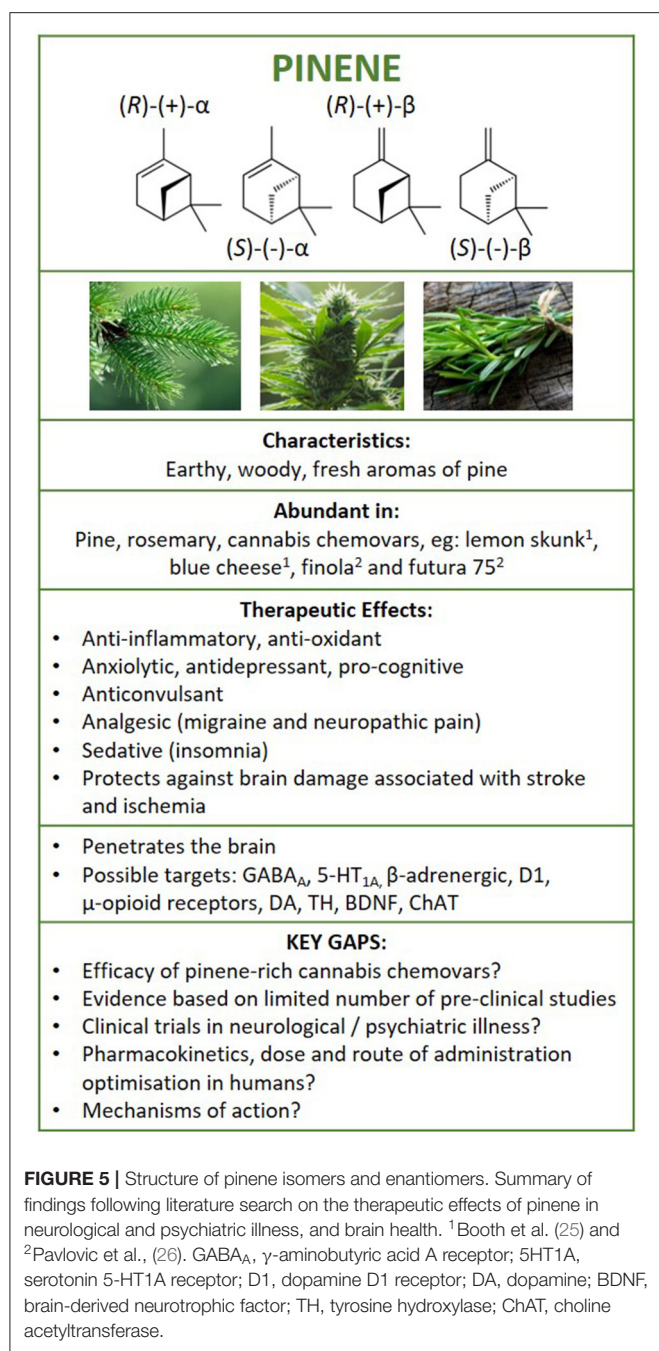 PINENE
(R)-(+)-α (R)-(+)-β
(S)-(-)-α (S)-(-)-β
Characteristics:
Earthy, woody, fresh aromas of pine
Abundant in:
Pine, rosemary, cannabis chemovars, eg: lemon skunk¹,
blue cheese¹, finola² and futura 75²
Therapeutic Effects:
• Anti-inflammatory, anti-oxidant
• Anxiolytic, antidepressant, pro-cognitive
• Anticonvulsant
• Analgesic (migraine and neuropathic pain)
• Sedative (insomnia)
• Protects against brain damage associated with stroke
and ischemia
• Penetrates the brain
• Possible targets: GABA_A, 5-HT_1A, β-adrenergic, D1,
μ-opioid receptors, DA, TH, BDNF, ChAT
KEY GAPS:
• Efficacy of pinene-rich cannabis chemovars?
• Evidence based on limited number of pre-clinical studies
• Clinical trials in neurological / psychiatric illness?
• Pharmacokinetics, dose and route of administration
optimisation in humans?
• Mechanisms of action?
FIGURE 5 | Structure of pinene isomers and enantiomers. Summary of
findings following literature search on the therapeutic effects of pinene in
neurological and psychiatric illness, and brain health. ¹Booth et al. (25) and
²Pavlovic et al., (26). GABA_A, γ-aminobutyric acid A receptor; 5HT1A,
serotonin 5-HT1A receptor; D1, dopamine D1 receptor; DA, dopamine; BDNF,
brain-derived neurotrophic factor; TH, tyrosine hydroxylase; ChAT, choline
acetyltransferase.